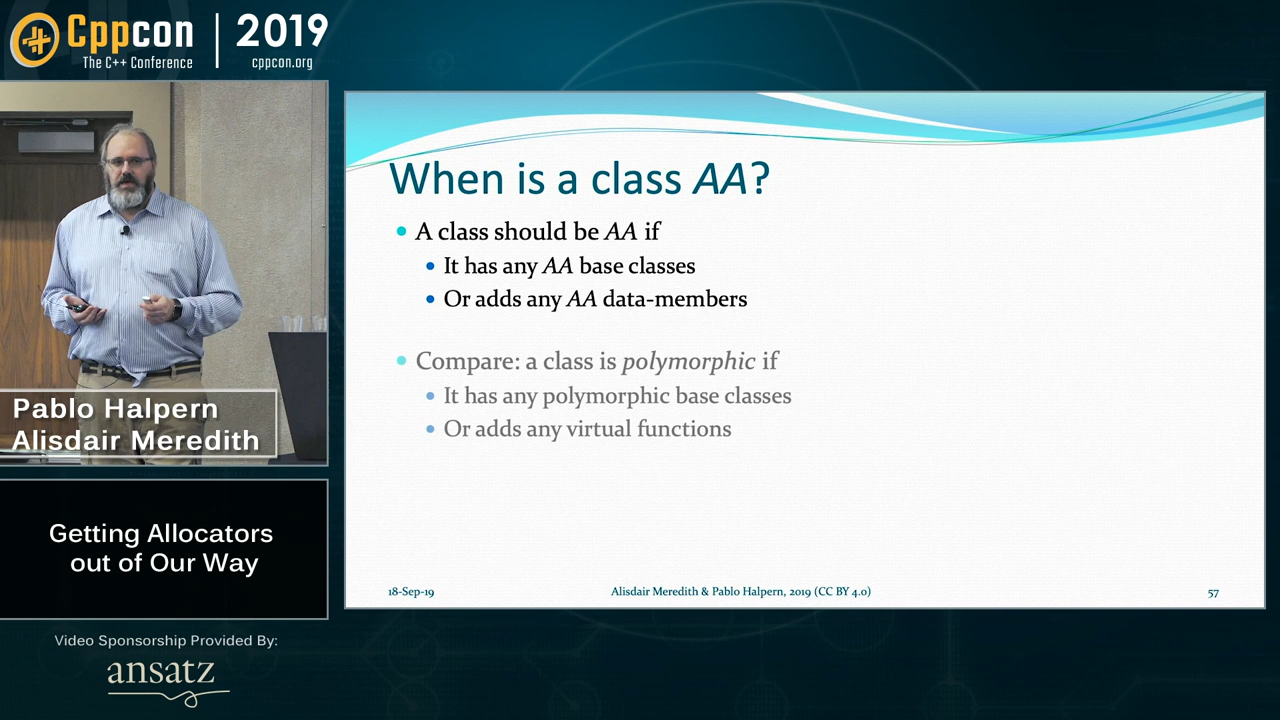 Cppcon
The C++ Conference
2019
cppcon.org
Pablo Halpern
Alisdair Meredith
Getting Allocators
out of Our Way
Video Sponsorship Provided By:
ansatz
When is a class AA?
• A class should be AA if
• It has any AA base classes
• Or adds any AA data-members
• Compare: a class is polymorphic if
• It has any polymorphic base classes
• Or adds any virtual functions
18-Sep-19
Alisdair Meredith & Pablo Halpern, 2019 (CC BY 4.0)
57